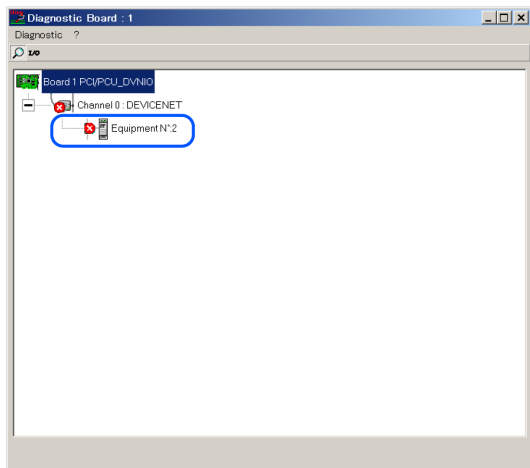 Diagnostic Board : 1
Diagnostic ?
I/O
Board 1 PCI/PCU_DVNIO
Channel 0 : DEVICENET
Equipment N°:2